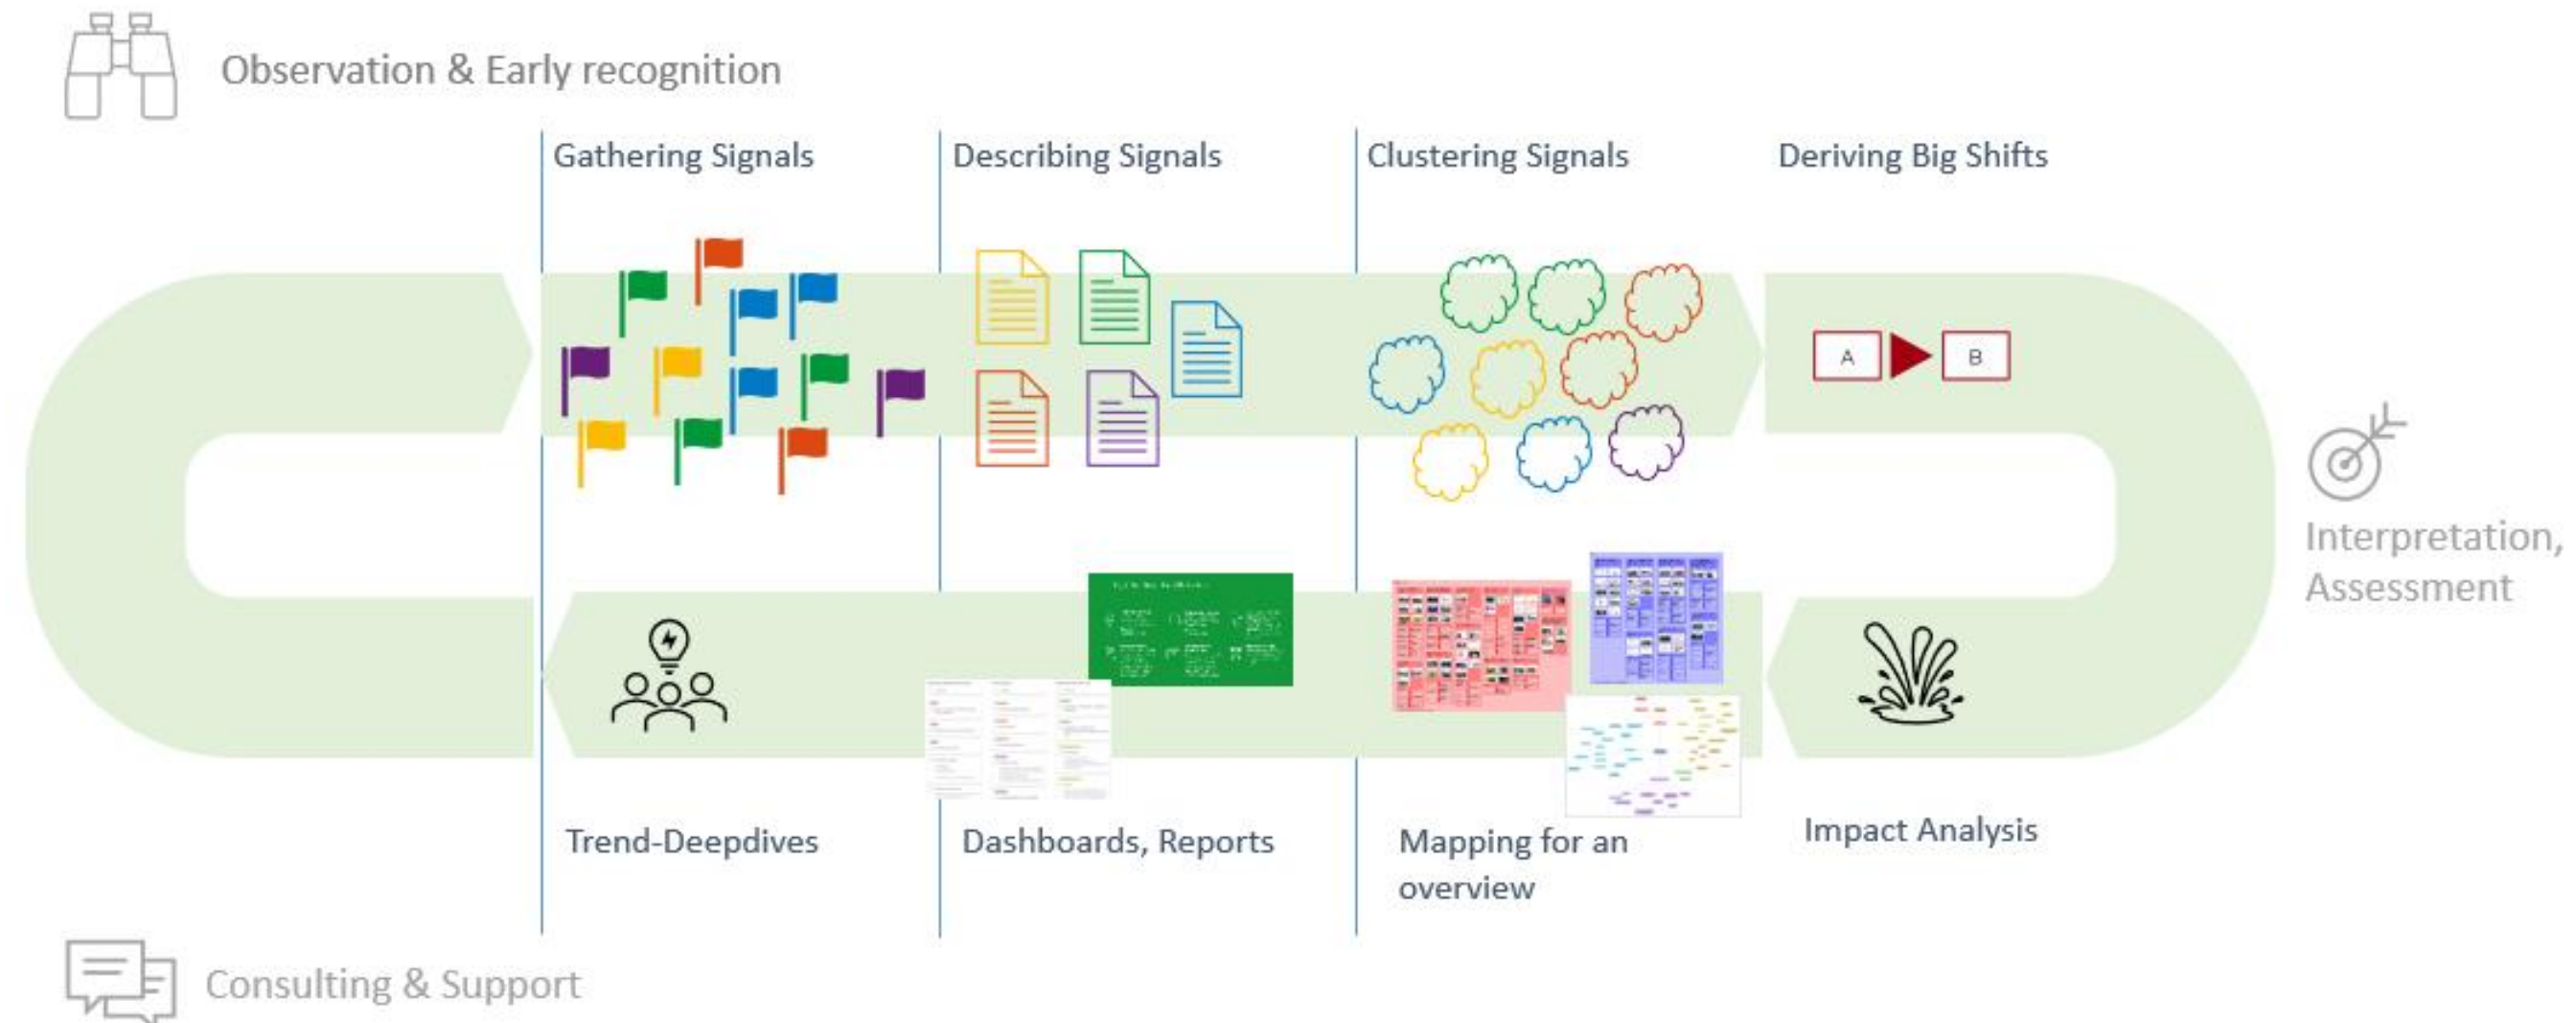 Observation & Early recognition
Gathering Signals
Describing Signals
Clustering Signals
Deriving Big Shifts
A
B
Interpretation,
Assessment
Trend-Deepdives
Dashboards, Reports
Mapping for an
overview
Impact Analysis
Consulting & Support